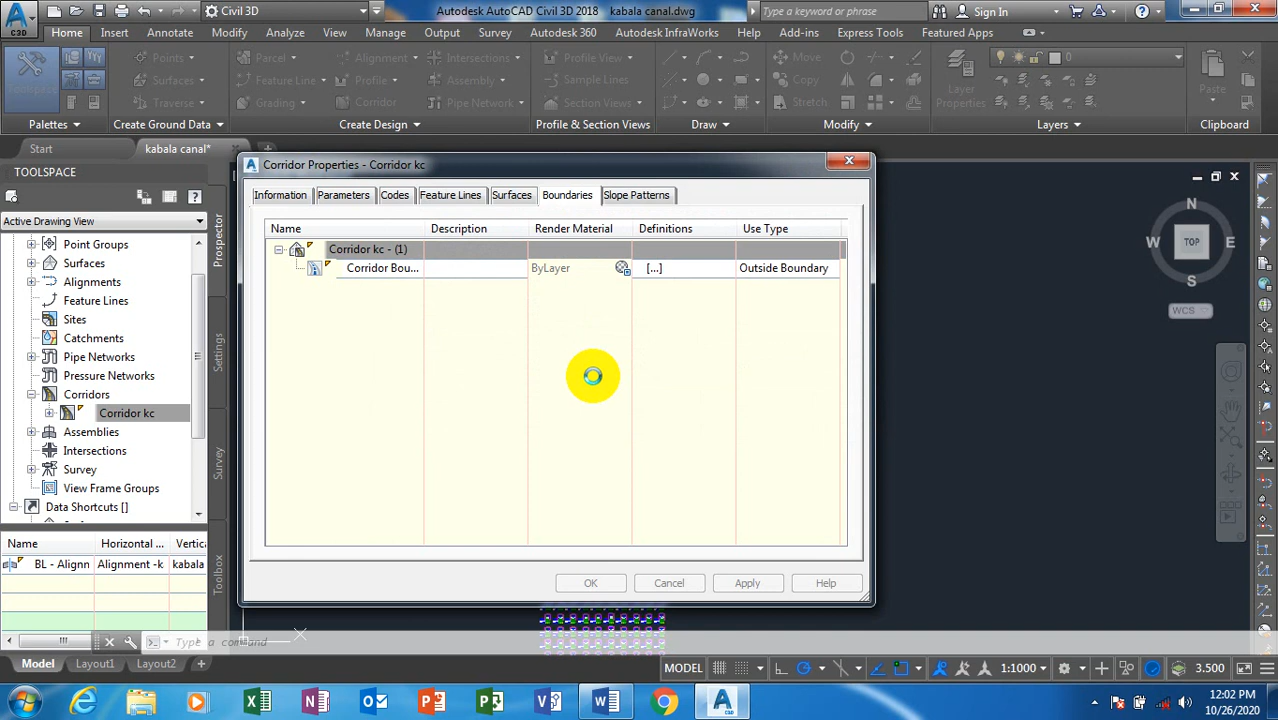 C3D
Civil 3D
Autodesk AutoCAD Civil 3D 2018 kabala canal.dwg
Type a keyword or phrase
Sign In
Home Insert Annotate Modify Analyze View Manage Output Survey Autodesk 360 Autodesk InfraWorks Help Add-ins Express Tools Featured Apps
Toolspace
Points
Surfaces
Traverse
Parcel
Feature Line
Grading
Alignment
Profile
Corridor
Intersections
Assembly
Pipe Network
Profile View
Sample Lines
Section Views
Move
Copy
Stretch
Layer
Properties
0
Paste
Palettes Create Ground Data Create Design Profile & Section Views Draw Modify Layers Clipboard
Start kabala canal*
TOOLSPACE
Active Drawing View
Point Groups
Surfaces
Alignments
Feature Lines
Sites
Catchments
Pipe Networks
Pressure Networks
Corridors
Corridor kc
Assemblies
Intersections
Survey
View Frame Groups
Data Shortcuts []
Prospector
Settings
Survey
Toolbox
Name Horizontal ... Vertic
BL - Alignn Alignment -k kabala
Corridor Properties - Corridor kc
Information Parameters Codes Feature Lines Surfaces Boundaries Slope Patterns
Name Description Render Material Definitions Use Type
Corridor kc - (1)
Corridor Bou... ByLayer [...] Outside Boundary
OK Cancel Apply Help
N
W TOP E
S
WCS
Type a command
Model Layout1 Layout2 +
MODEL 1:1000 3.500
12:02 PM
10/26/2020